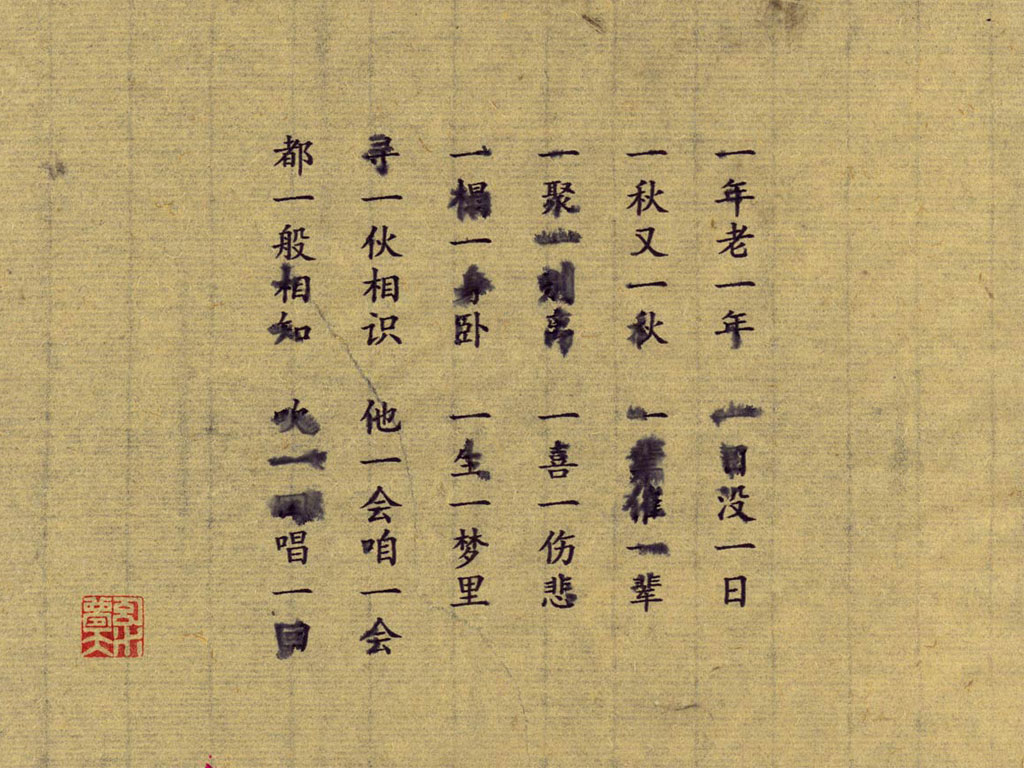 一年老一年 一日没一日
一秋又一秋 一辈催一辈
一聚一别离 一喜一伤悲
一榻一身卧 一生一梦里
寻一伙相识 他一会咱一会
都一般相知 吹一回唱一回